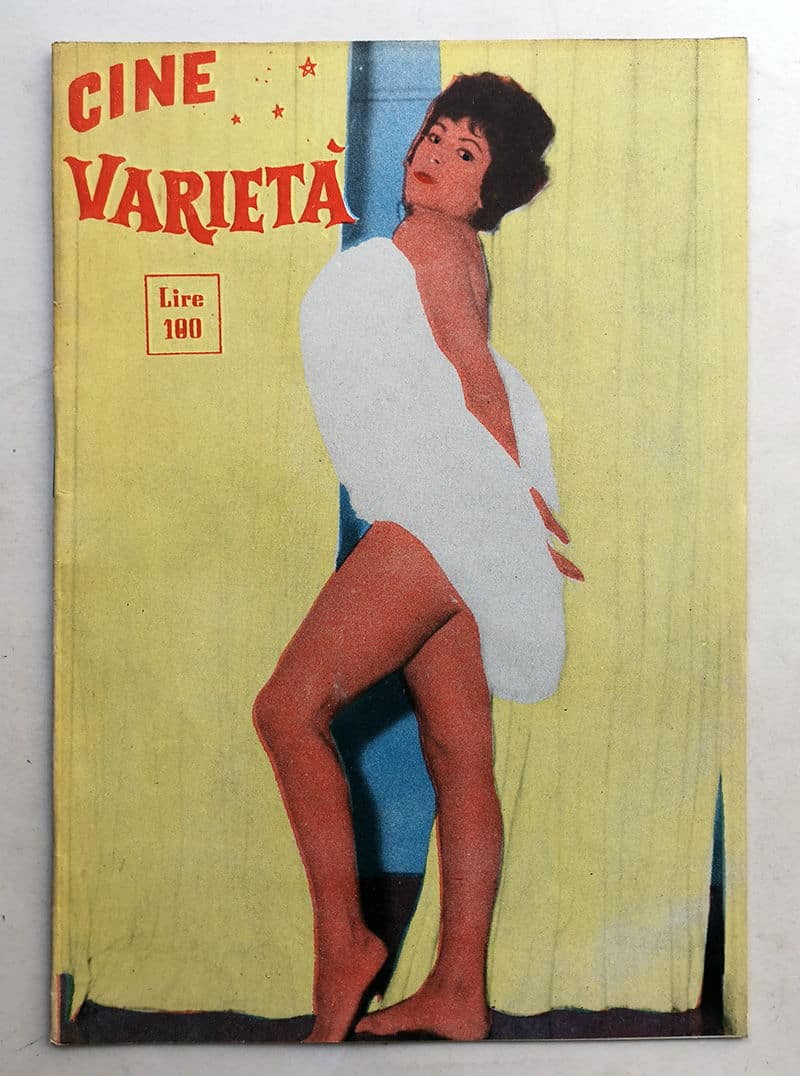 CINE
VARIETÀ
Lire
100